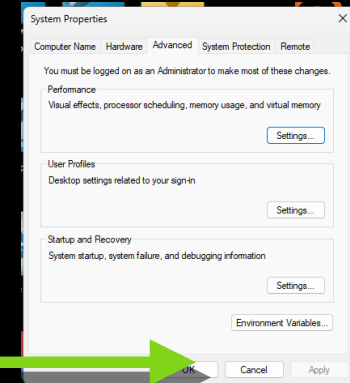 System Properties
Computer Name Hardware Advanced System Protection Remote
You must be logged on as an Administrator to make most of these changes.
Performance
Visual effects, processor scheduling, memory usage, and virtual memory
Settings...
User Profiles
Desktop settings related to your sign-in
Settings...
Startup and Recovery
System startup, system failure, and debugging information
Settings...
Environment Variables...
OK Cancel Apply